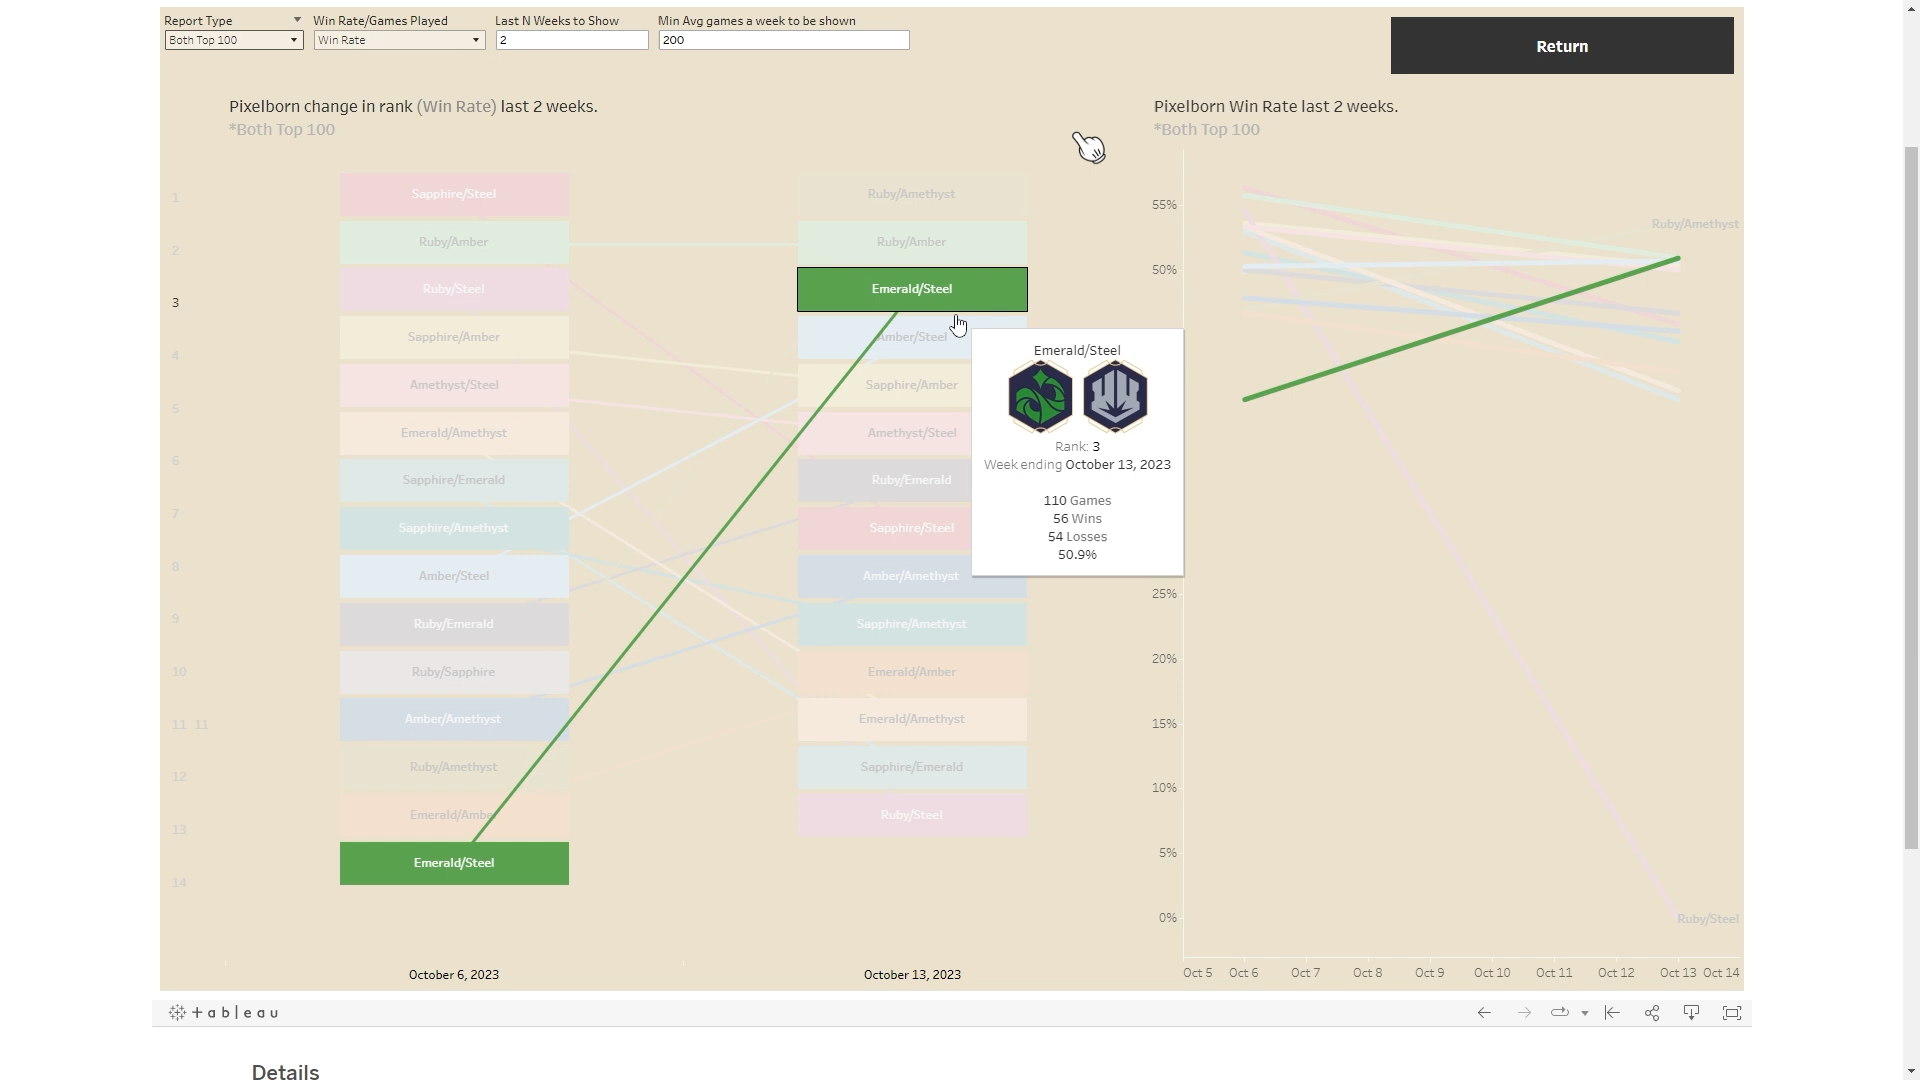 Report Type
Both Top 100
Win Rate/Games Played
Win Rate
Last N Weeks to Show
2
Min Avg games a week to be shown
200
Return
Pixelborn change in rank (Win Rate) last 2 weeks.
*Both Top 100
1
2
3
4
5
6
7
8
9
10
11 11
12
13
14
Sapphire/Steel
Ruby/Amber
Ruby/Steel
Sapphire/Amber
Amethyst/Steel
Emerald/Amethyst
Sapphire/Emerald
Sapphire/Amethyst
Amber/Steel
Ruby/Emerald
Ruby/Sapphire
Amber/Amethyst
Ruby/Amethyst
Emerald/Amber
Emerald/Steel
October 6, 2023
Ruby/Amethyst
Ruby/Amber
Emerald/Steel
Amber/Steel
Sapphire/Amber
Amethyst/Steel
Ruby/Emerald
Sapphire/Steel
Amber/Amethyst
Sapphire/Amethyst
Emerald/Amber
Emerald/Amethyst
Sapphire/Emerald
Ruby/Steel
October 13, 2023
Emerald/Steel
Rank: 3
Week ending October 13, 2023
110 Games
56 Wins
54 Losses
50.9%
Pixelborn Win Rate last 2 weeks.
*Both Top 100
55%
50%
25%
20%
15%
10%
5%
0%
Ruby/Amethyst
Ruby/Steel
Oct 5
Oct 6
Oct 7
Oct 8
Oct 9
Oct 10
Oct 11
Oct 12
Oct 13
Oct 14
+ a b | e a u
Details